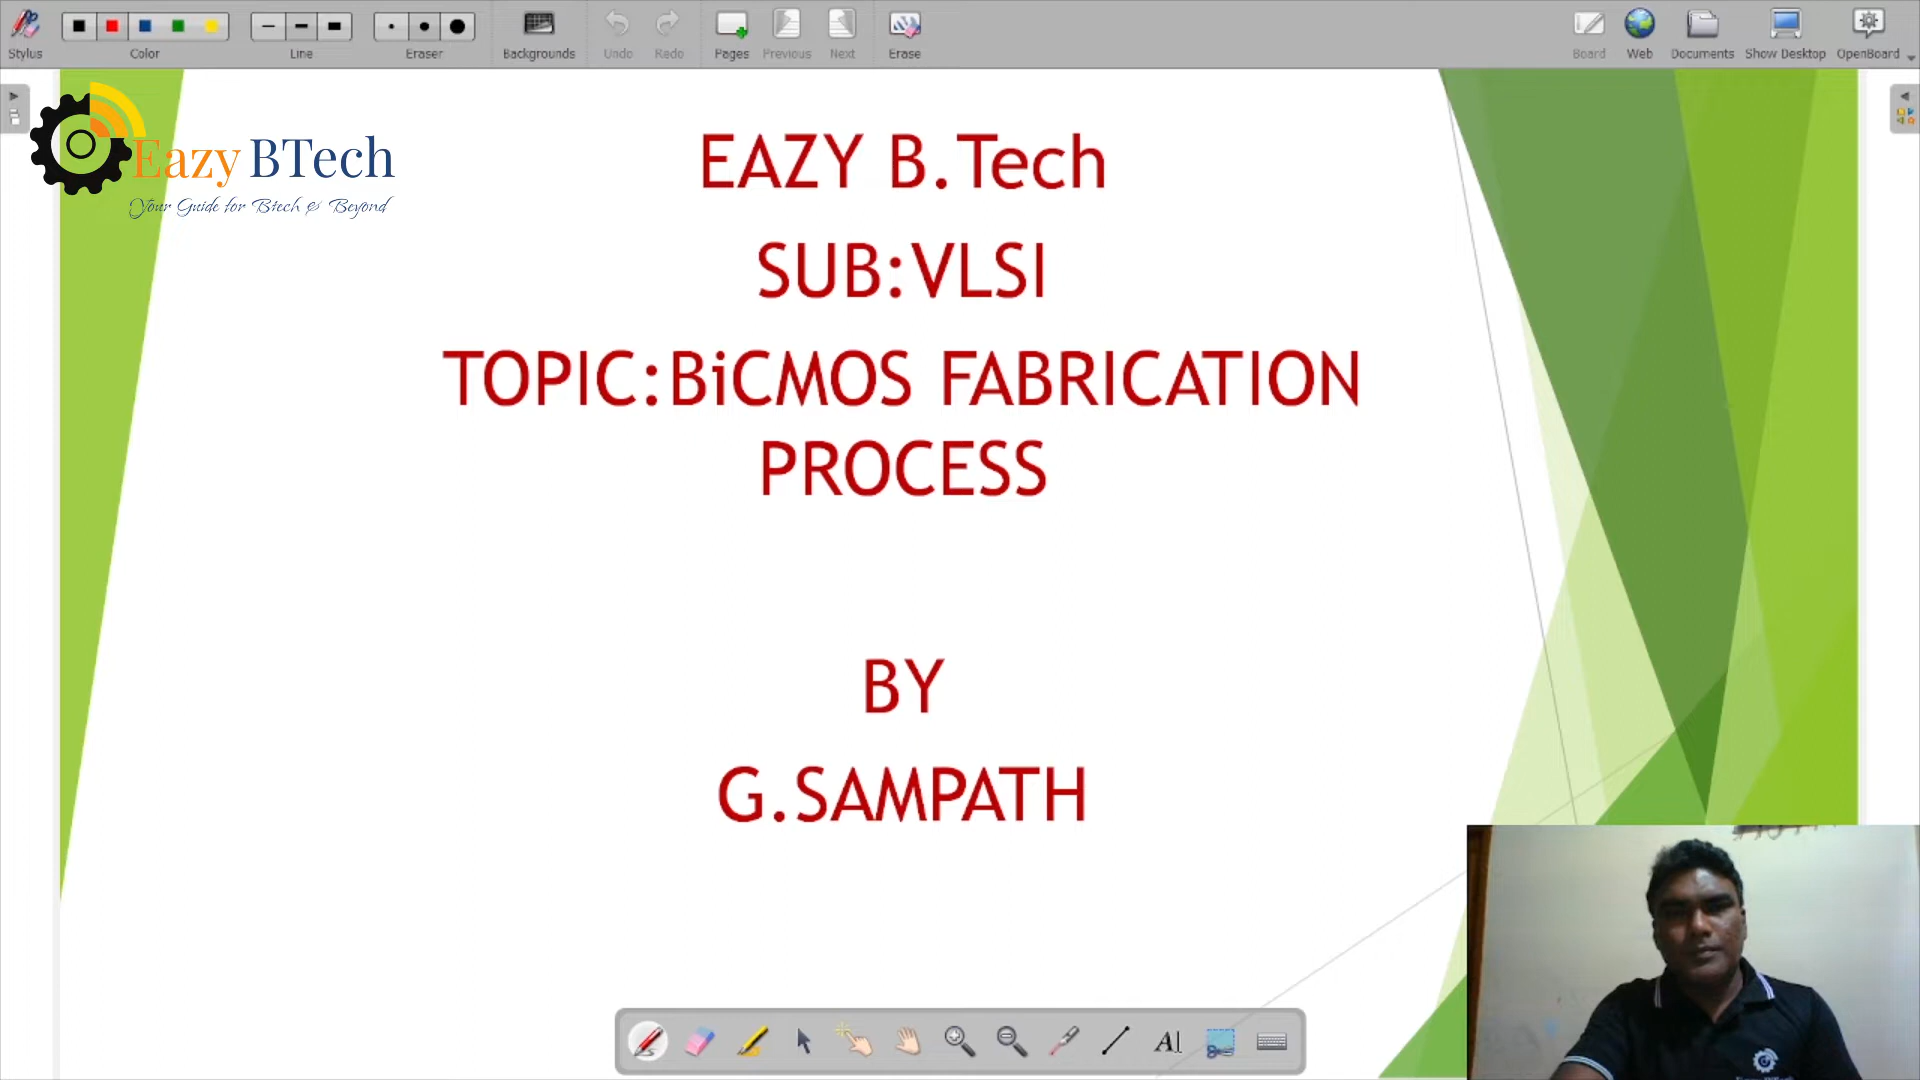 Stylus
Color
Line
Eraser
Backgrounds
Undo
Redo
Pages
Previous
Next
Erase
Board
Web
Documents
Show Desktop
OpenBoard
Eazy BTech
Your Guide for Btech & Beyond
EAZY B.Tech
SUB:VLSI
TOPIC:BiCMOS FABRICATION
PROCESS
BY
G.SAMPATH
AI